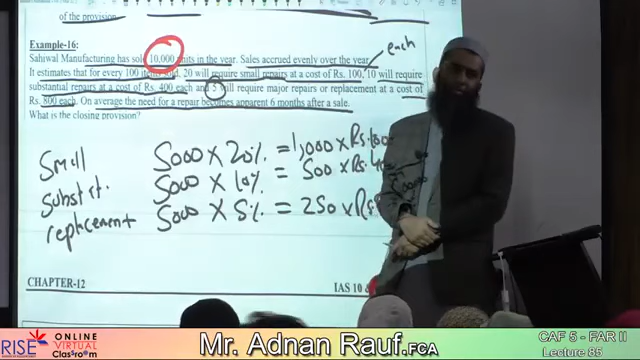 of the provision
Example-16:
Sahiwal Manufacturing has sold 10,000 units in the year. Sales accrued evenly over the year.
each
It estimates that for every 100 items sold, 20 will require small repairs at a cost of Rs. 100, 10 will require
substantial repairs at a cost of Rs. 400 each and 5 will require major repairs or replacement at a cost of
Rs. 800 each. On average the need for a repair becomes apparent 6 months after a sale.
What is the closing provision?
Small 5000 x 20% = 1,000 x Rs.
substt. 5000 x 10% = 500 x Rs.
replacement 5000 x 5% = 250 x Rs
CHAPTER-12
IAS 10 &
RISE ONLINE VIRTUAL Classroom
Mr. Adnan Rauf.FCA
CAF 5 - FAR II
Lecture 85